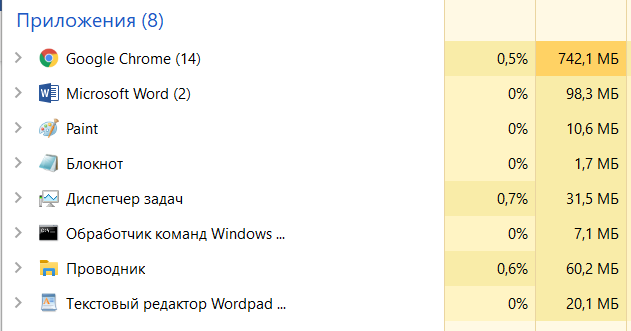 Приложения (8)
Google Chrome (14) 0,5% 742,1 МБ
Microsoft Word (2) 0% 98,3 МБ
Paint 0% 10,6 МБ
Блокнот 0% 1,7 МБ
Диспетчер задач 0,7% 31,5 МБ
Обработчик команд Windows ... 0% 7,1 МБ
Проводник 0,6% 60,2 МБ
Текстовый редактор Wordpad ... 0% 20,1 МБ